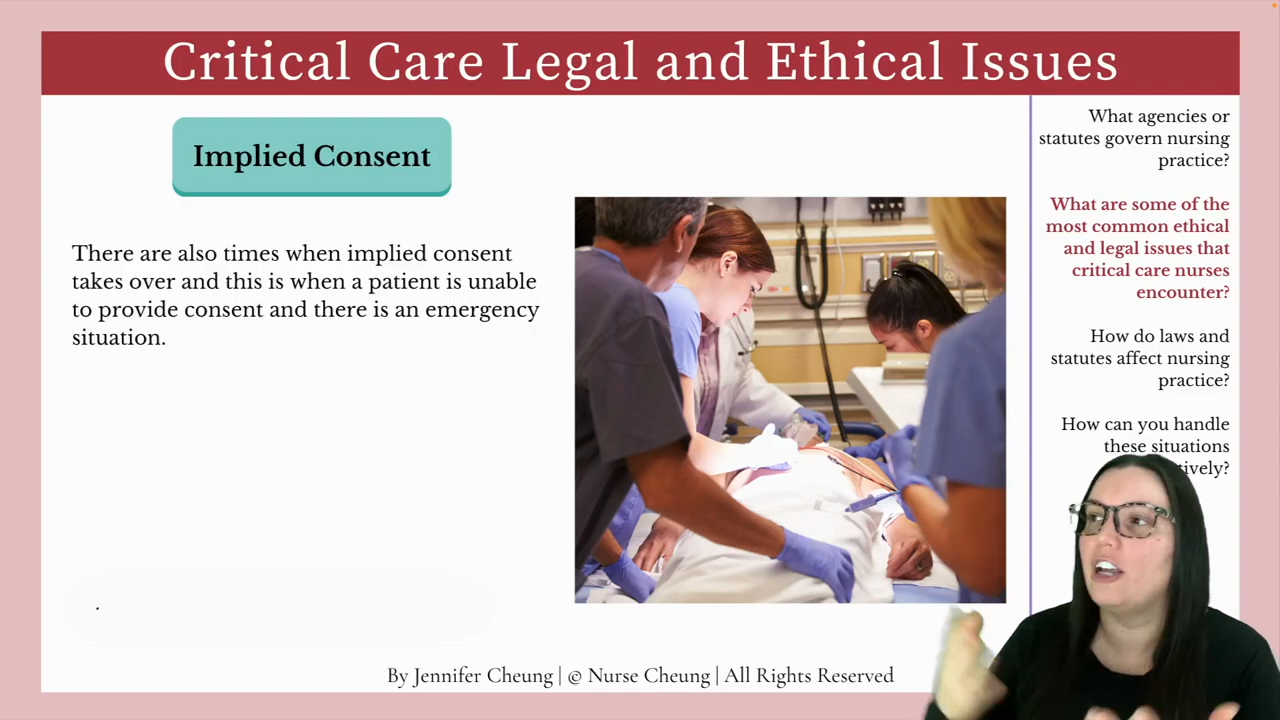 Critical Care Legal and Ethical Issues
Implied Consent
There are also times when implied consent
takes over and this is when a patient is unable
to provide consent and there is an emergency
situation.
.
What agencies or
statutes govern nursing
practice?
What are some of the
most common ethical
and legal issues that
critical care nurses
encounter?
How do laws and
statutes affect nursing
practice?
How can you handle
these situations
tively?
By Jennifer Cheung | @ Nurse Cheung | All Rights Reserved